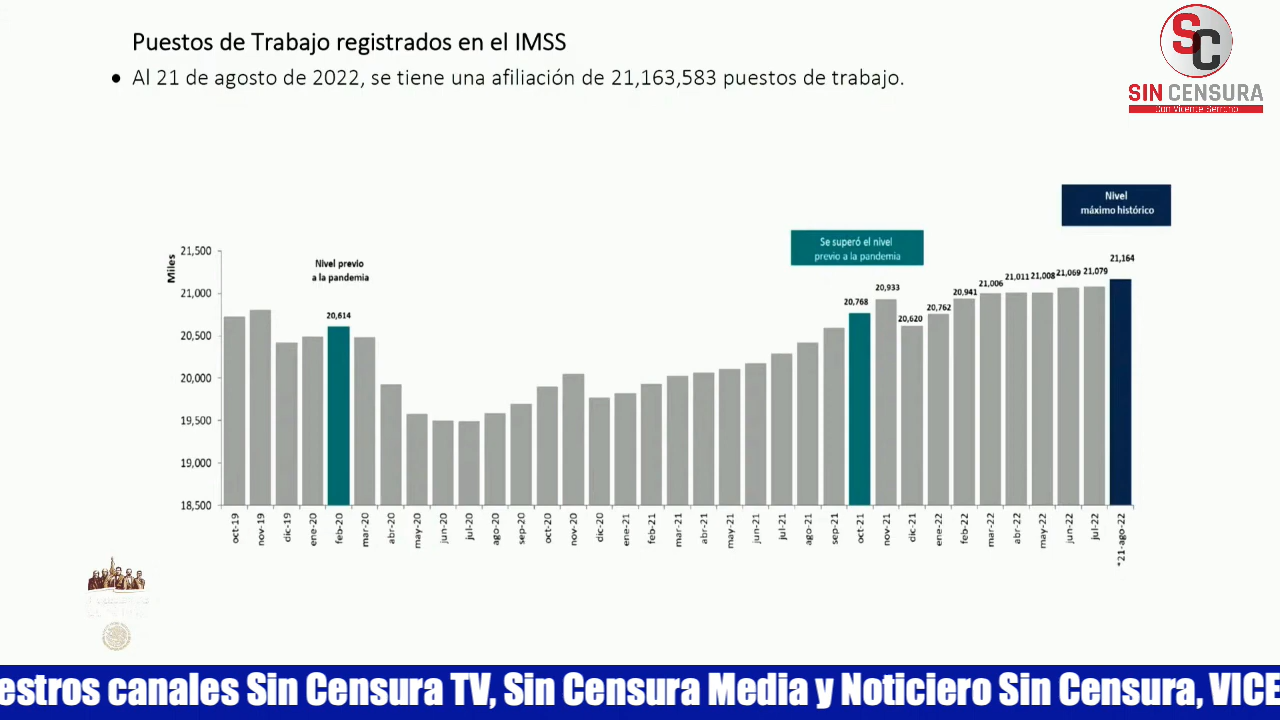 Puestos de Trabajo registrados en el IMSS
• Al 21 de agosto de 2022, se tiene una afiliación de 21,163,583 puestos de trabajo.
SC
SIN CENSURA
Con Vicente Serrano
Nivel
máximo histórico
Se superó el nivel
previo a la pandemia
Nivel previo
a la pandemia
Miles
21,500
21,000
20,500
20,000
19,500
19,000
18,500
20,614
20,768
20,933
20,620
20,762
20,941
21,006
21,011
21,008
21,069
21,079
21,164
oct-19
nov-19
dic-19
ene-20
feb-20
mar-20
abr-20
may-20
jun-20
jul-20
ago-20
sep-20
oct-20
nov-20
dic-20
ene-21
feb-21
mar-21
abr-21
may-21
jun-21
jul-21
ago-21
sep-21
oct-21
nov-21
dic-21
ene-22
feb-22
mar-22
abr-22
may-22
jun-22
jul-22
*21-ago-22
estros canales Sin Censura TV, Sin Censura Media y Noticiero Sin Censura, VICE